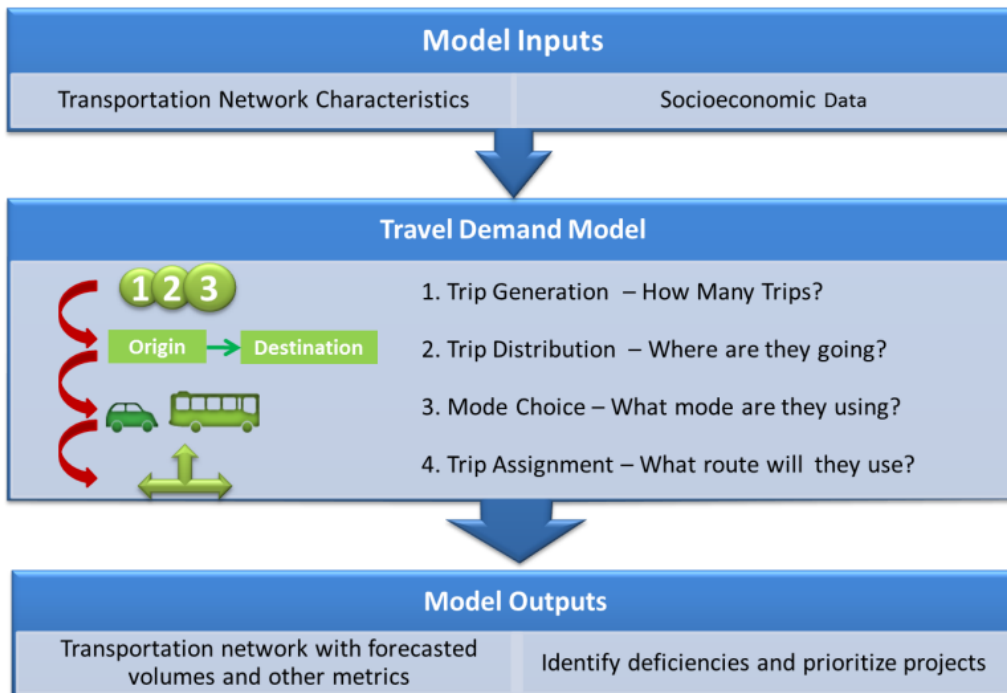 Model Inputs
Transportation Network Characteristics
Socioeconomic Data
Travel Demand Model
1 2 3
1. Trip Generation – How Many Trips?
Origin
Destination
2. Trip Distribution – Where are they going?
3. Mode Choice – What mode are they using?
4. Trip Assignment – What route will they use?
Model Outputs
Transportation network with forecasted
volumes and other metrics
Identify deficiencies and prioritize projects